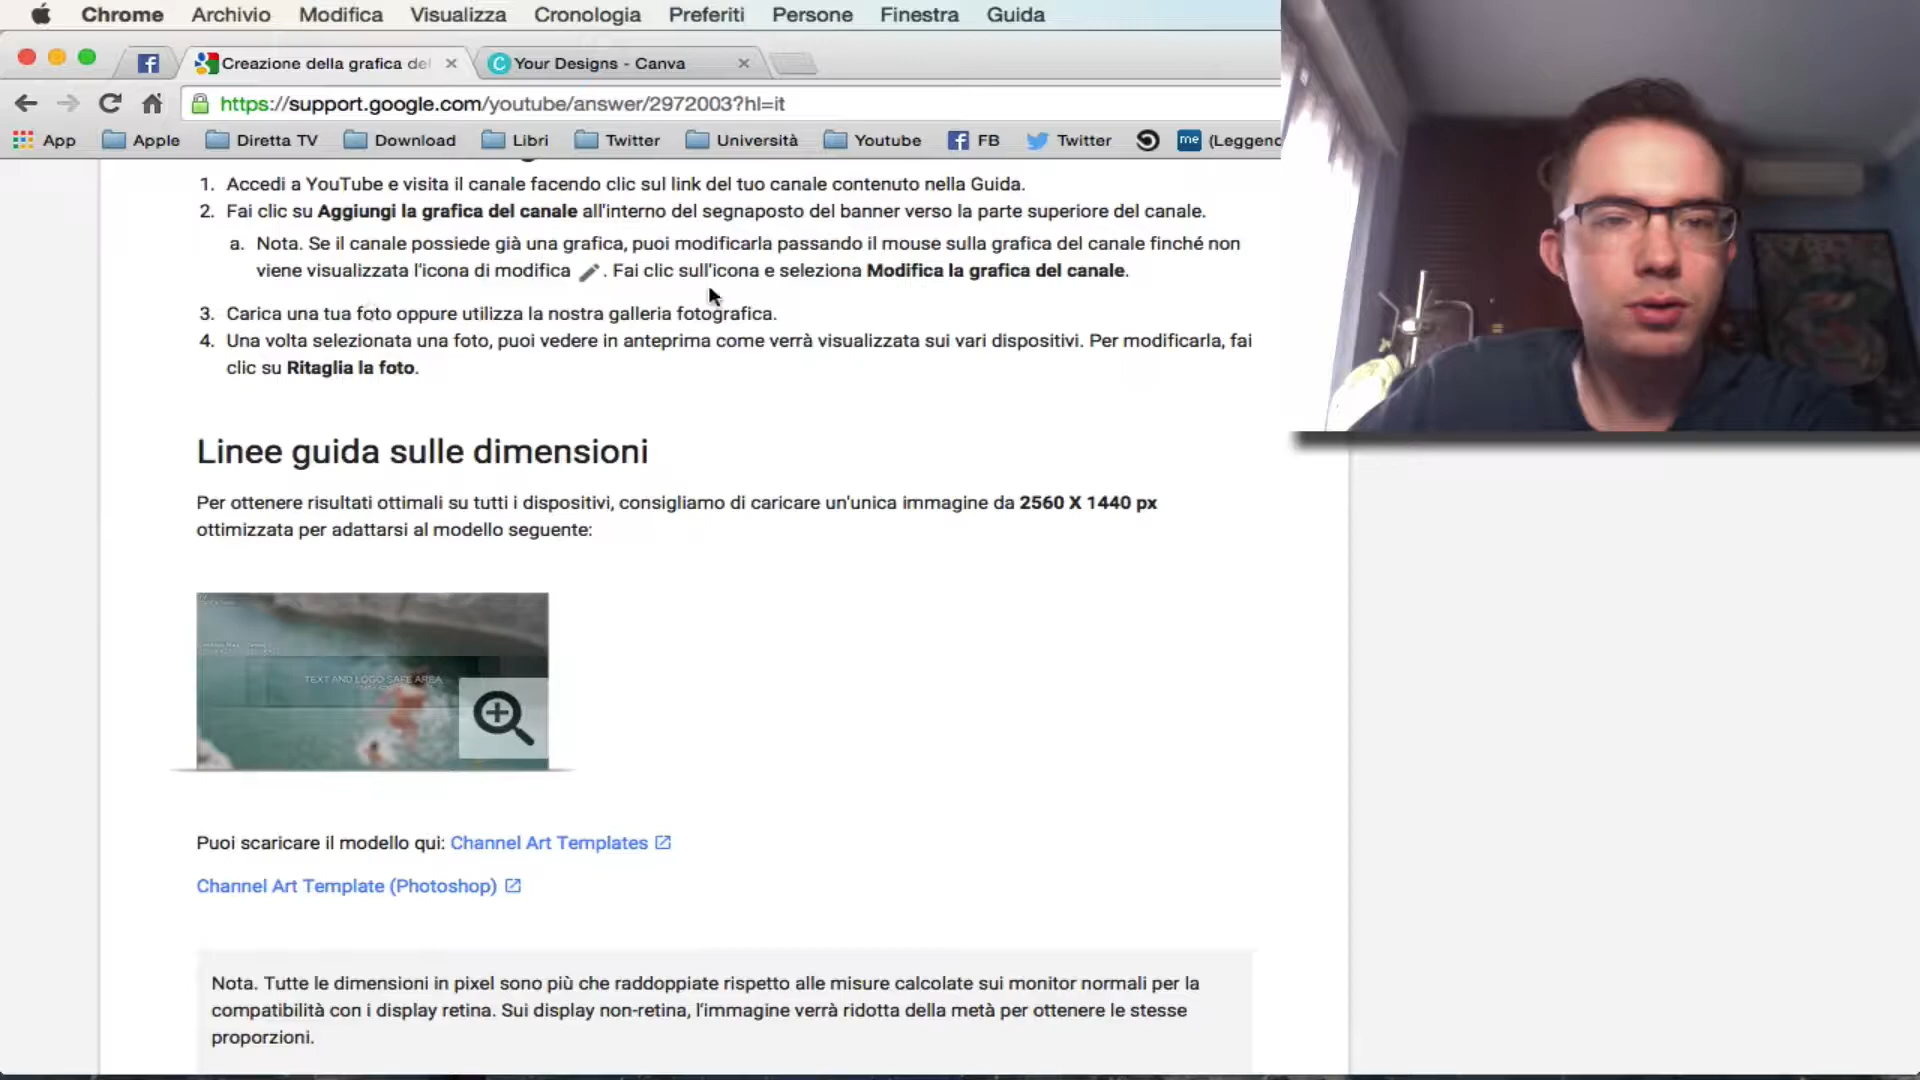 Chrome Archivio Modifica Visualizza Cronologia Preferiti Persone Finestra Guida
Creazione della grafica del Your Designs - Canva
https://support.google.com/youtube/answer/2972003?hl=it
App Apple Diretta TV Download Libri Twitter Università Youtube FB Twitter me (Leggend
1. Accedi a YouTube e visita il canale facendo clic sul link del tuo canale contenuto nella Guida.
2. Fai clic su Aggiungi la grafica del canale all'interno del segnaposto del banner verso la parte superiore del canale.
a. Nota. Se il canale possiede già una grafica, puoi modificarla passando il mouse sulla grafica del canale finché non
viene visualizzata l'icona di modifica . Fai clic sull'icona e seleziona Modifica la grafica del canale.
3. Carica una tua foto oppure utilizza la nostra galleria fotografica.
4. Una volta selezionata una foto, puoi vedere in anteprima come verrà visualizzata sui vari dispositivi. Per modificarla, fai
clic su Ritaglia la foto.
Linee guida sulle dimensioni
Per ottenere risultati ottimali su tutti i dispositivi, consigliamo di caricare un'unica immagine da 2560 X 1440 px
ottimizzata per adattarsi al modello seguente:
TEXT AND LOGO SAFE AREA
Puoi scaricare il modello qui: Channel Art Templates
Channel Art Template (Photoshop)
Nota. Tutte le dimensioni in pixel sono più che raddoppiate rispetto alle misure calcolate sui monitor normali per la
compatibilità con i display retina. Sui display non-retina, l'immagine verrà ridotta della metà per ottenere le stesse
proporzioni.